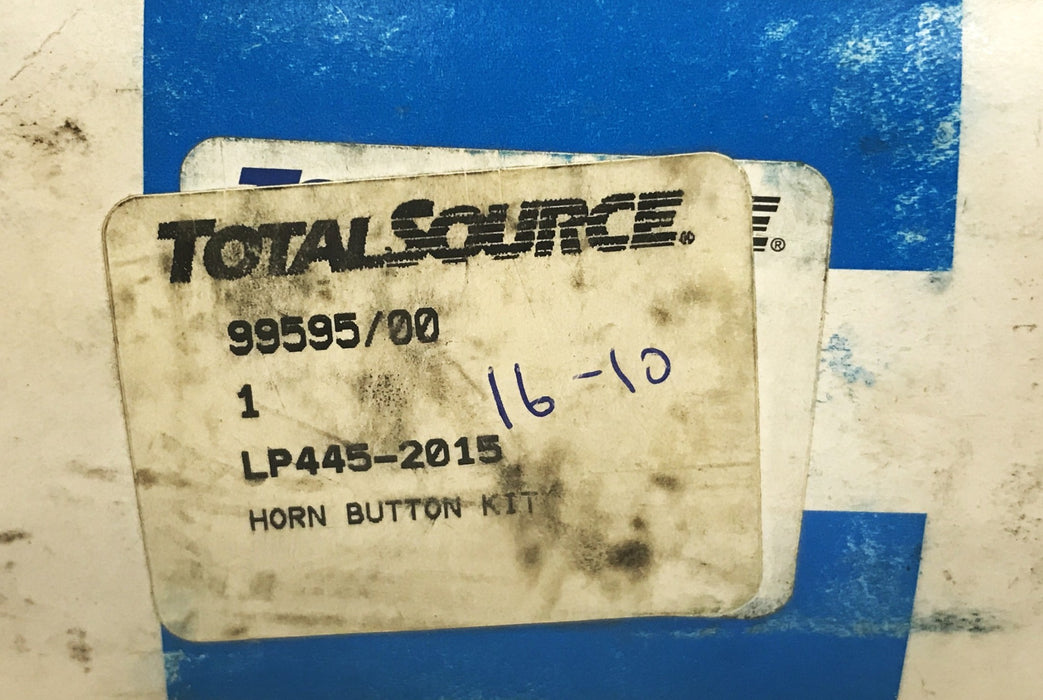 TOTALSOURCE®
99595/00
16-10
1
LP445-2015
HORN BUTTON KIT